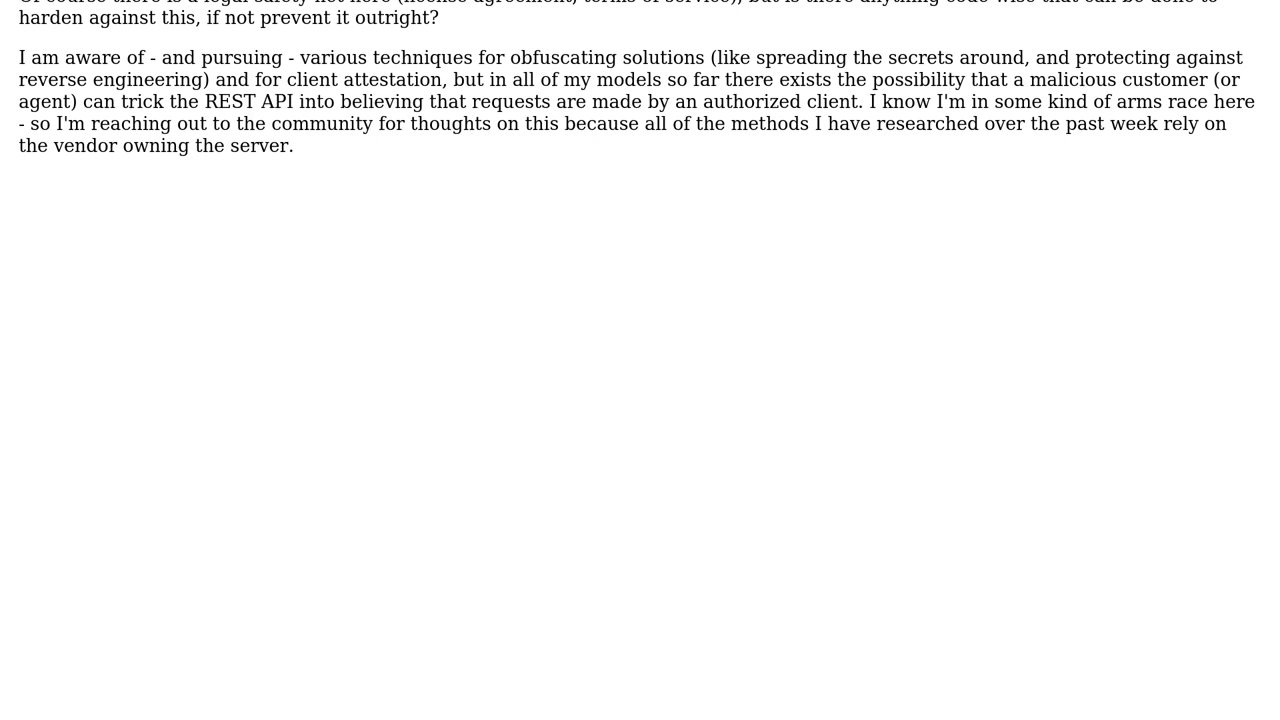 harden against this, if not prevent it outright?
I am aware of - and pursuing - various techniques for obfuscating solutions (like spreading the secrets around, and protecting against
reverse engineering) and for client attestation, but in all of my models so far there exists the possibility that a malicious customer (or
agent) can trick the REST API into believing that requests are made by an authorized client. I know I'm in some kind of arms race here
- so I'm reaching out to the community for thoughts on this because all of the methods I have researched over the past week rely on
the vendor owning the server.